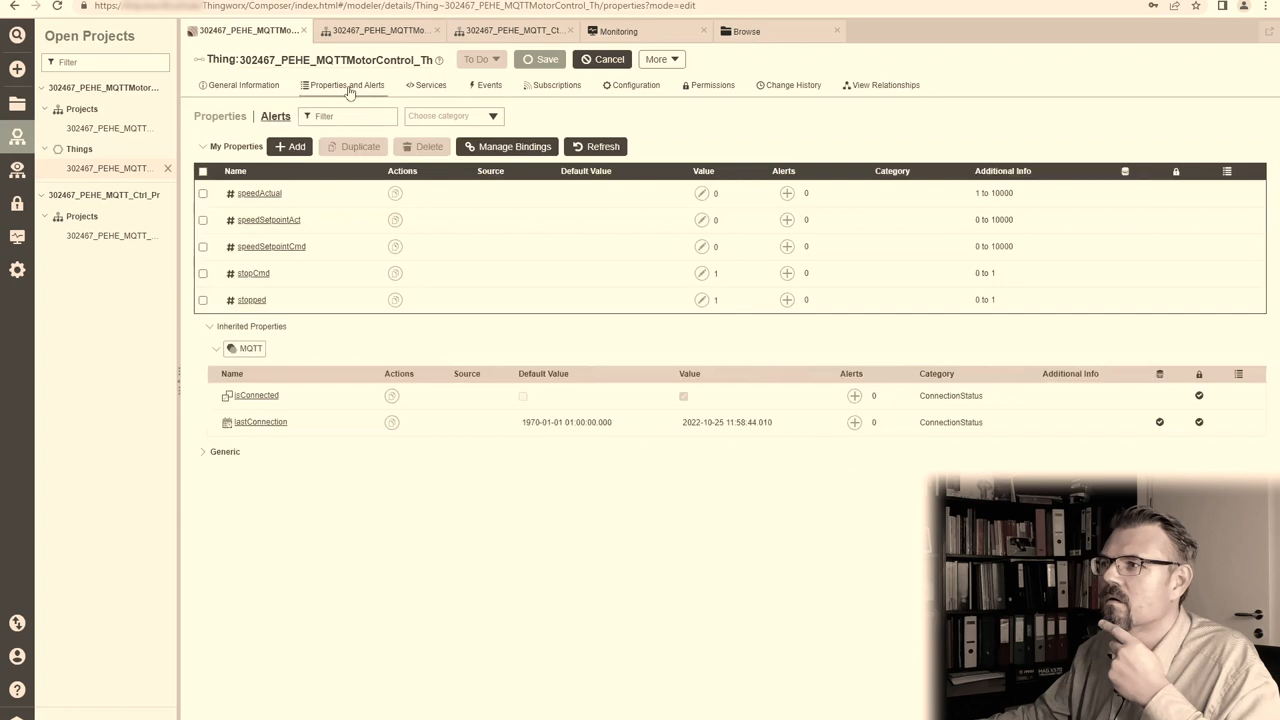 https:// Thingworx/Composer/index.html#/modeler/details/Thing~302467_PEHE_MQTTMotorControl_Th/properties?mode=edit
Open Projects
302467_PEHE_MQTTMo... ×
302467_PEHE_MQTTMo... ×
302467_PEHE_MQTT_Ct... ×
Monitoring ×
Browse ×
Filter
Thing: 302467_PEHE_MQTTMotorControl_Th ?
To Do
Save
Cancel
More
302467_PEHE_MQTTMotor...
Projects
302467_PEHE_MQTT...
Things
302467_PEHE_MQTT... ×
302467_PEHE_MQTT_Ctrl_Pr
Projects
302467_PEHE_MQTT_...
General Information
Properties and Alerts
Services
Events
Subscriptions
Configuration
Permissions
Change History
View Relationships
Properties
Alerts
Filter
Choose category
My Properties
+ Add
Duplicate
Delete
Manage Bindings
Refresh
Name Actions Source Default Value Value Alerts Category Additional Info
# speedActual 0 0 1 to 10000
# speedSetpointAct 0 0 0 to 10000
# speedSetpointCmd 0 0 0 to 10000
# stopCmd 1 0 0 to 1
# stopped 1 0 0 to 1
Inherited Properties
MQTT
Name Actions Source Default Value Value Alerts Category Additional Info
isConnected 0 ConnectionStatus
lastConnection 1970-01-01 01:00:00.000 2022-10-25 11:58:44.010 0 ConnectionStatus
Generic